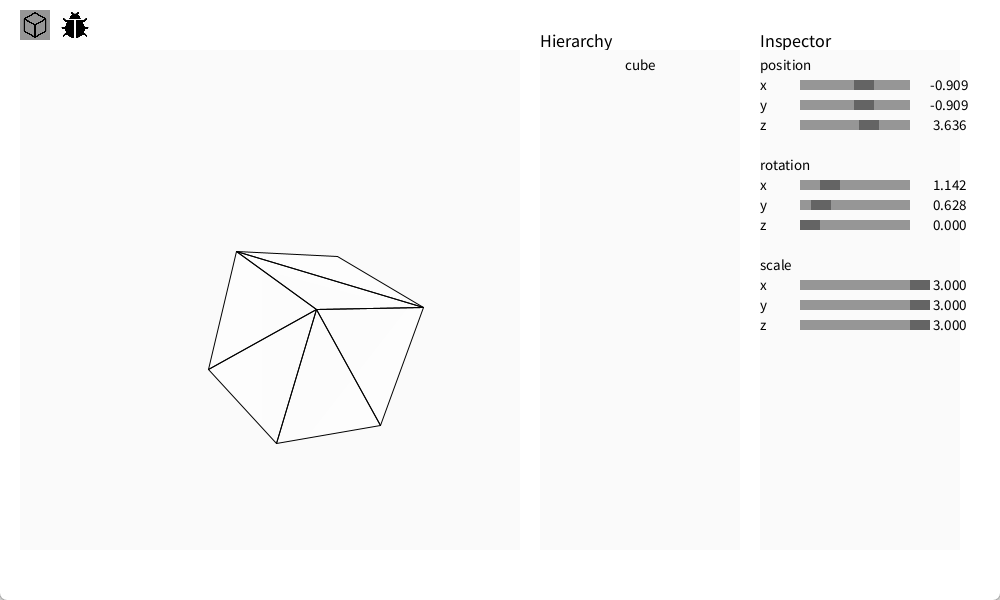 Hierarchy
cube
Inspector
position
x -0.909
y -0.909
z 3.636
rotation
x 1.142
y 0.628
z 0.000
scale
x 3.000
y 3.000
z 3.000